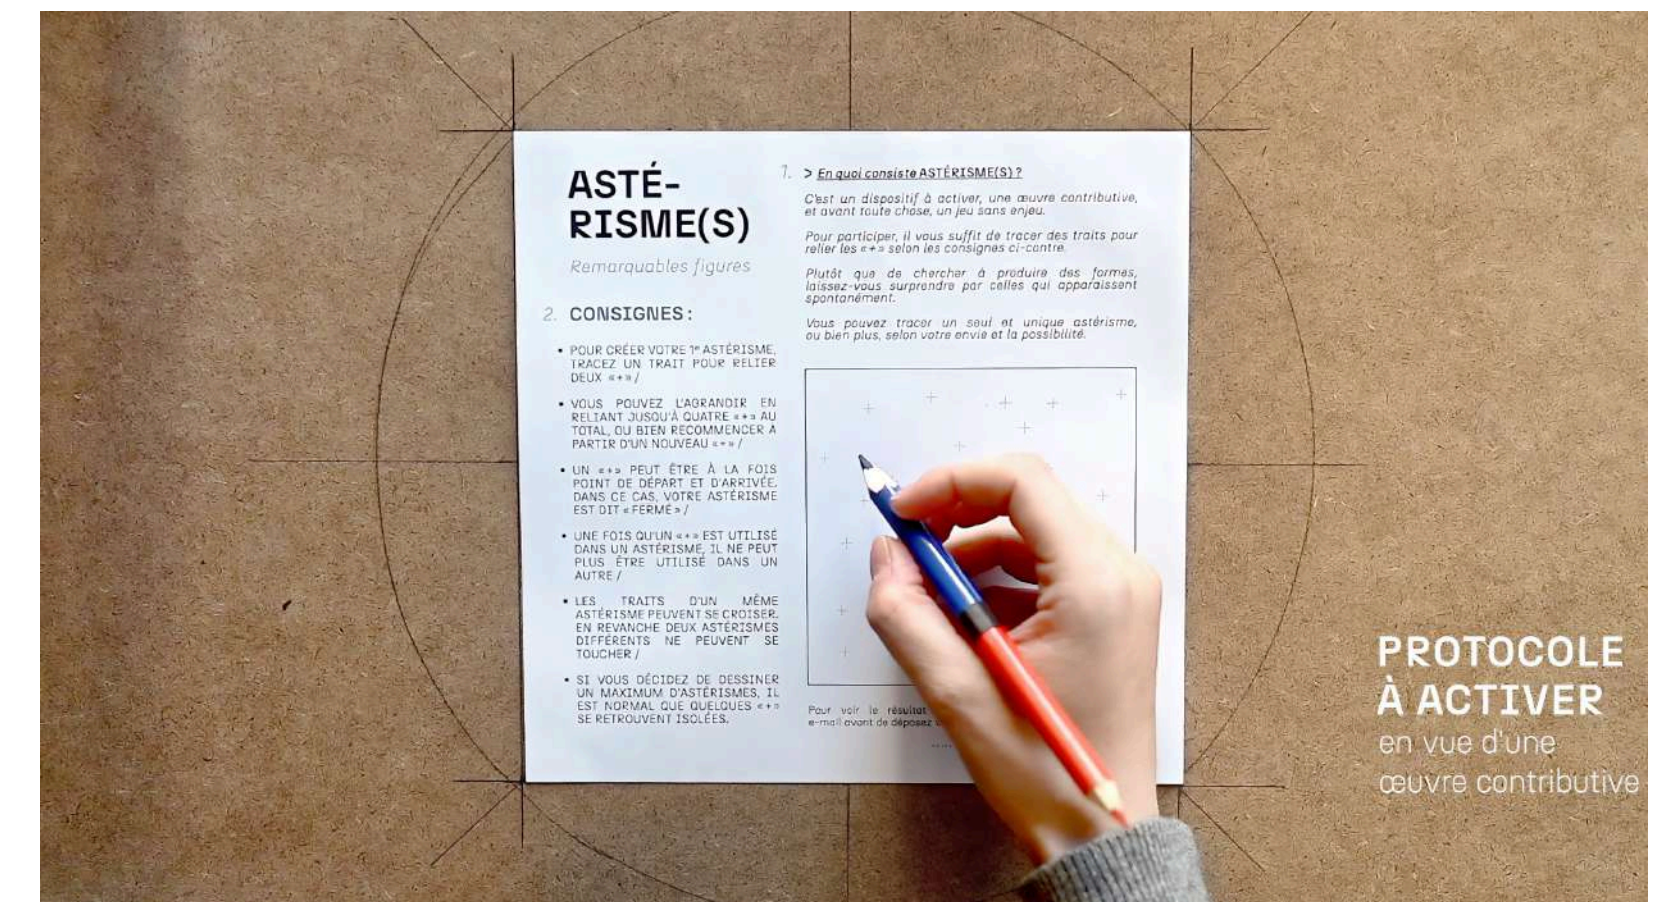 ASTÉ-
RISME(S)
Remarquables figures
1. > En quoi consiste ASTÉRISME(S) ?
C'est un dispositif à activer, une œuvre contributive,
et avant toute chose, un jeu sans enjeu.
Pour participer, il vous suffit de tracer des traits pour
relier les «+» selon les consignes ci-contre.
Plutôt que de chercher à produire des formes,
laissez-vous surprendre par celles qui apparaissent
spontanément.
Vous pouvez tracer un seul et unique astérisme,
ou bien plus, selon votre envie et la possibilité.
2. CONSIGNES :
• POUR CRÉER VOTRE 1er ASTÉRISME,
TRACEZ UN TRAIT POUR RELIER
DEUX «+» /
• VOUS POUVEZ L'AGRANDIR EN
RELIANT JUSQU'À QUATRE «+» AU
TOTAL, OU BIEN RECOMMENCER À
PARTIR D'UN NOUVEAU «+» /
• UN «+» PEUT ÊTRE À LA FOIS
POINT DE DÉPART ET D'ARRIVÉE.
DANS CE CAS, VOTRE ASTÉRISME
EST DIT « FERMÉ » /
• UNE FOIS QU'UN «+» EST UTILISÉ
DANS UN ASTÉRISME, IL NE PEUT
PLUS ÊTRE UTILISÉ DANS UN
AUTRE /
• LES TRAITS D'UN MÊME
ASTÉRISME PEUVENT SE CROISER.
EN REVANCHE DEUX ASTÉRISMES
DIFFÉRENTS NE PEUVENT SE
TOUCHER /
• SI VOUS DÉCIDEZ DE DESSINER
UN MAXIMUM D'ASTÉRISMES, IL
EST NORMAL QUE QUELQUES «+»
SE RETROUVENT ISOLÉES.
Pour voir le résultat
e-mail avant de déposez
PROTOCOLE
À ACTIVER
en vue d'une
œuvre contributive